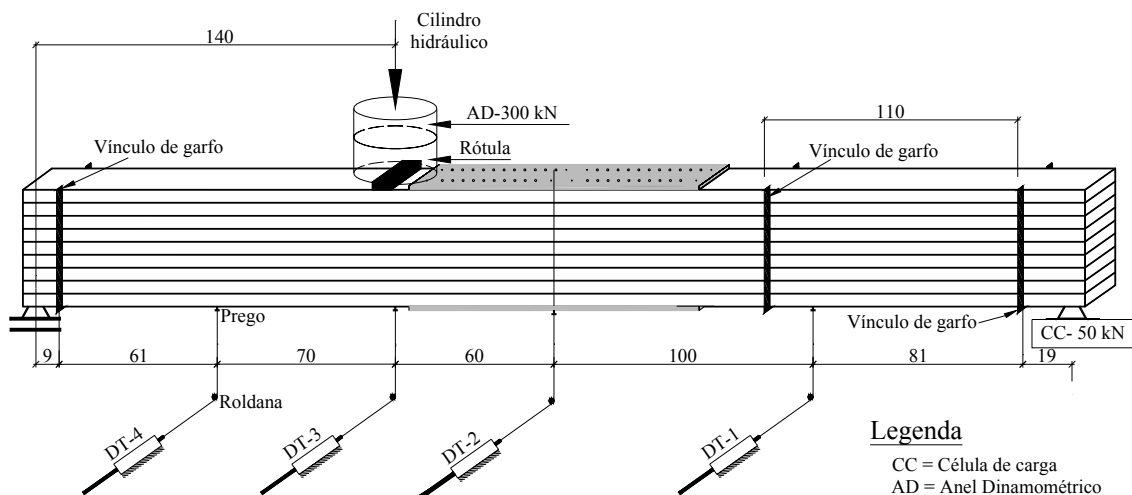 Cilindro
hidráulico
140
AD-300 kN
110
Vínculo de garfo
Rótula
Vínculo de garfo
Prego
Vínculo de garfo
CC- 50 kN
9
61
70
60
100
81
19
Roldana
DT-4
DT-3
DT-2
DT-1
Legenda
CC = Célula de carga
AD = Anel Dinamométrico